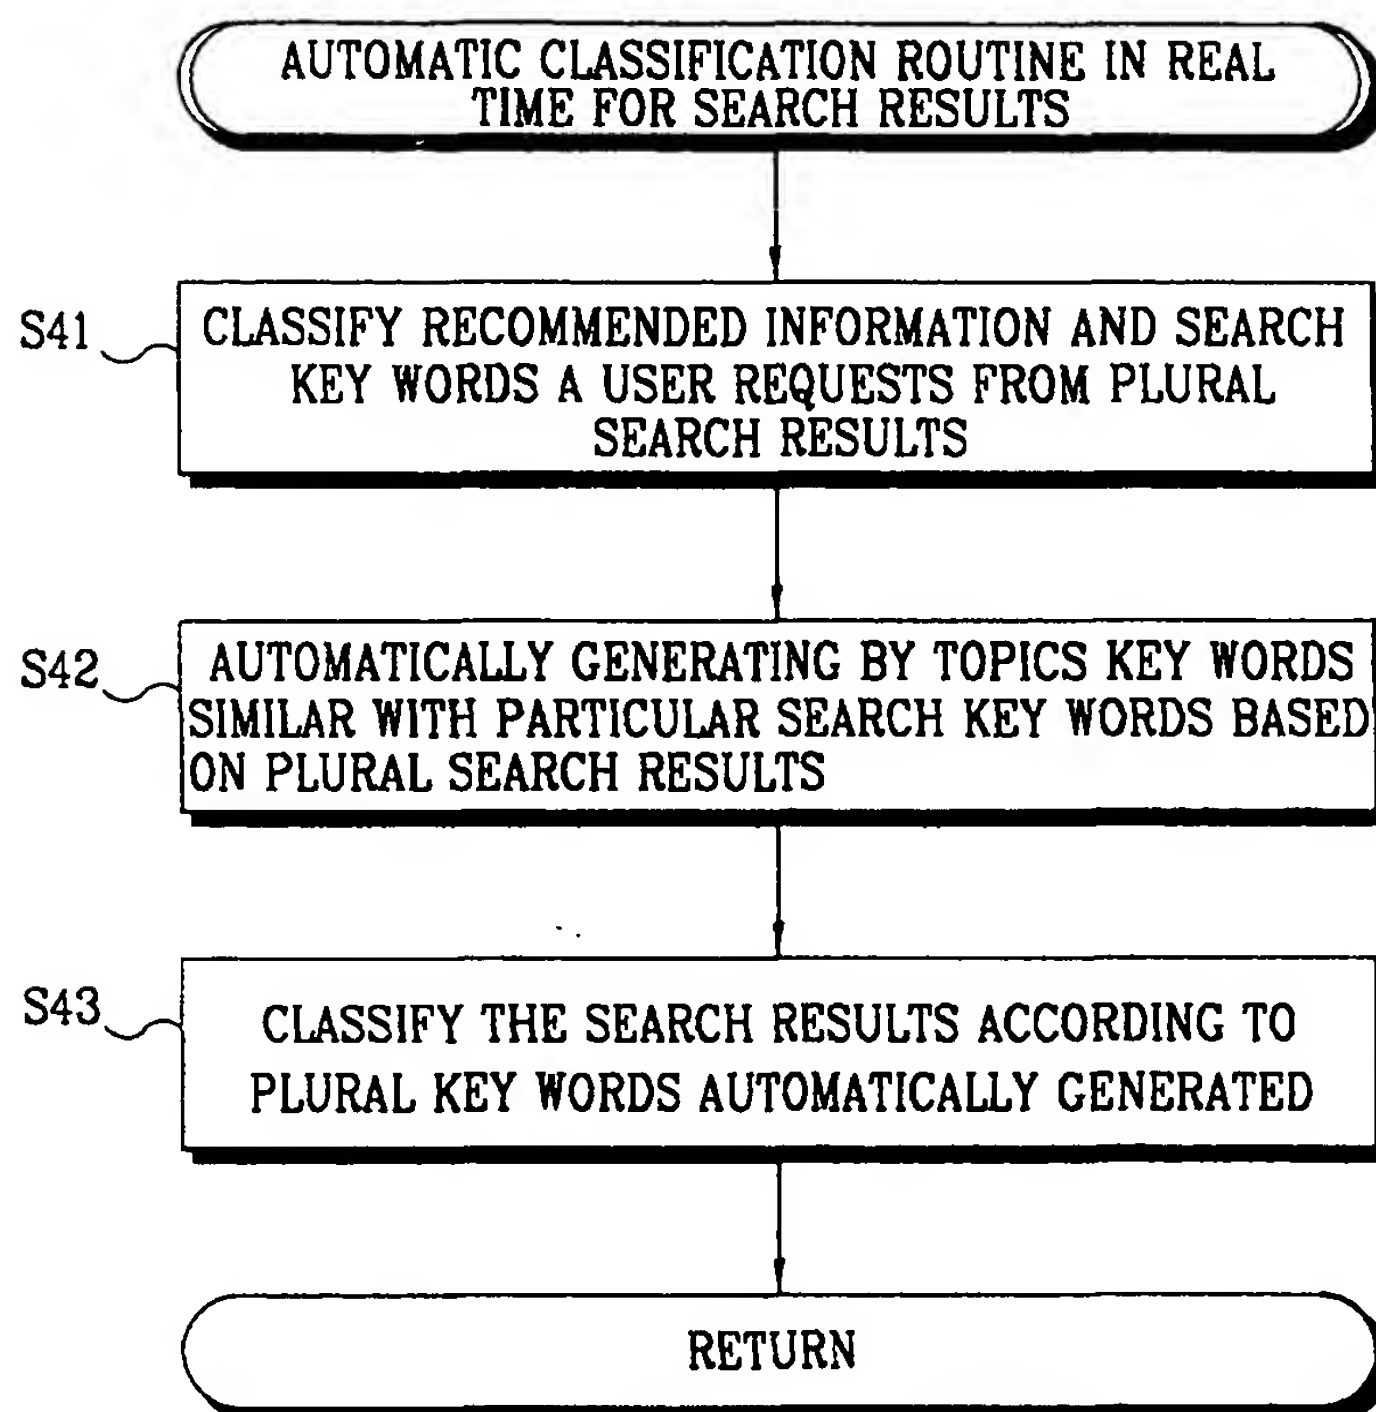 AUTOMATIC CLASSIFICATION ROUTINE IN REAL
TIME FOR SEARCH RESULTS
S41
CLASSIFY RECOMMENDED INFORMATION AND SEARCH
KEY WORDS A USER REQUESTS FROM PLURAL
SEARCH RESULTS
S42
AUTOMATICALLY GENERATING BY TOPICS KEY WORDS
SIMILAR WITH PARTICULAR SEARCH KEY WORDS BASED
ON PLURAL SEARCH RESULTS
S43
CLASSIFY THE SEARCH RESULTS ACCORDING TO
PLURAL KEY WORDS AUTOMATICALLY GENERATED
RETURN